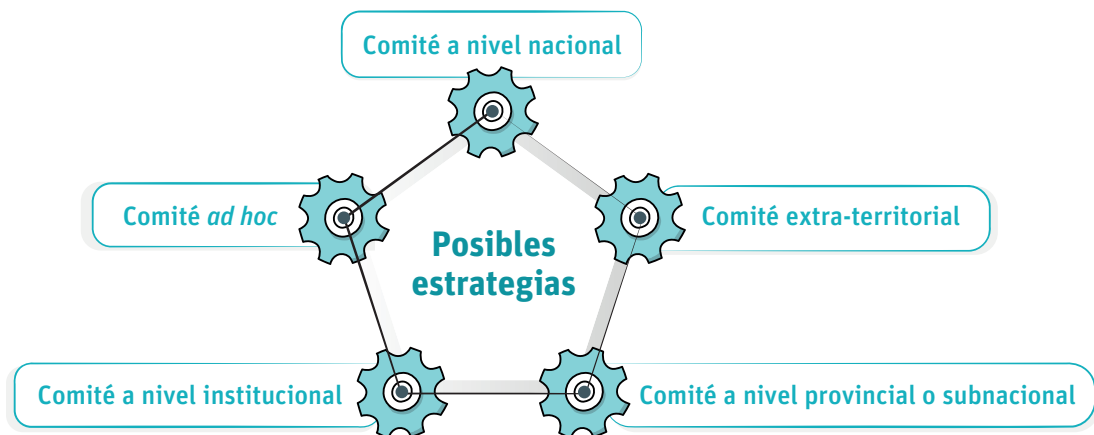 Comité a nivel nacional
Comité ad hoc
Comité extra-territorial
Posibles
estrategias
Comité a nivel institucional
Comité a nivel provincial o subnacional